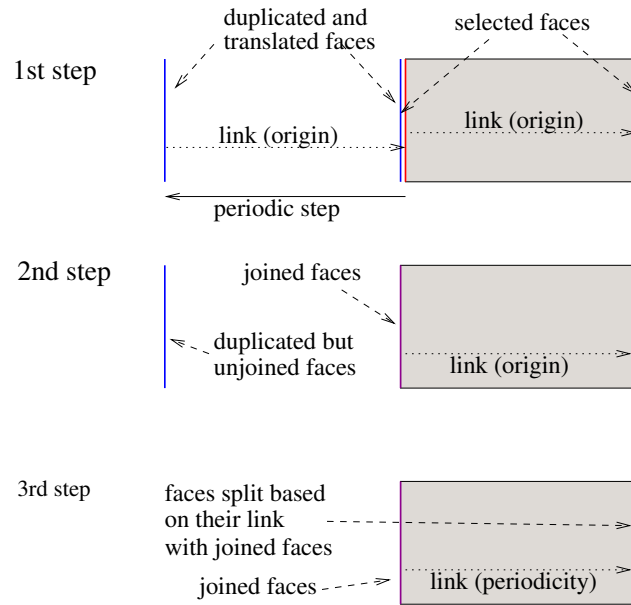 duplicated and
translated faces
selected faces
1st step
link (origin)
link (origin)
periodic step
2nd step
joined faces
duplicated but
unjoined faces
link (origin)
3rd step
faces split based
on their link
with joined faces
joined faces
link (periodicity)